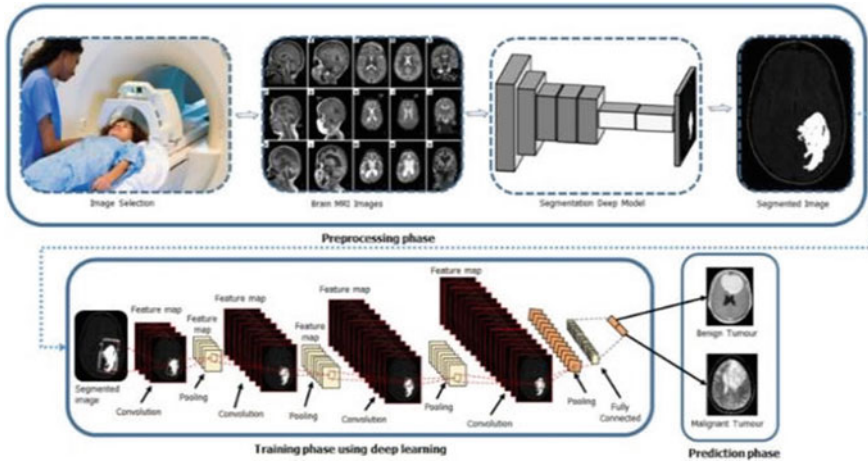 Image Selection
Brain MRI Images
Segmentation Deep Model
Segmented Image
Preprocessing phase
Feature map
Feature map
Feature map
Feature map
Feature map
Feature map
Segmented image
Convolution
Pooling
Convolution
Pooling
Convolution
Pooling
Convolution
Pooling
Fully Connected
Benign Tumour
Malignant Tumour
Training phase using deep learning
Prediction phase